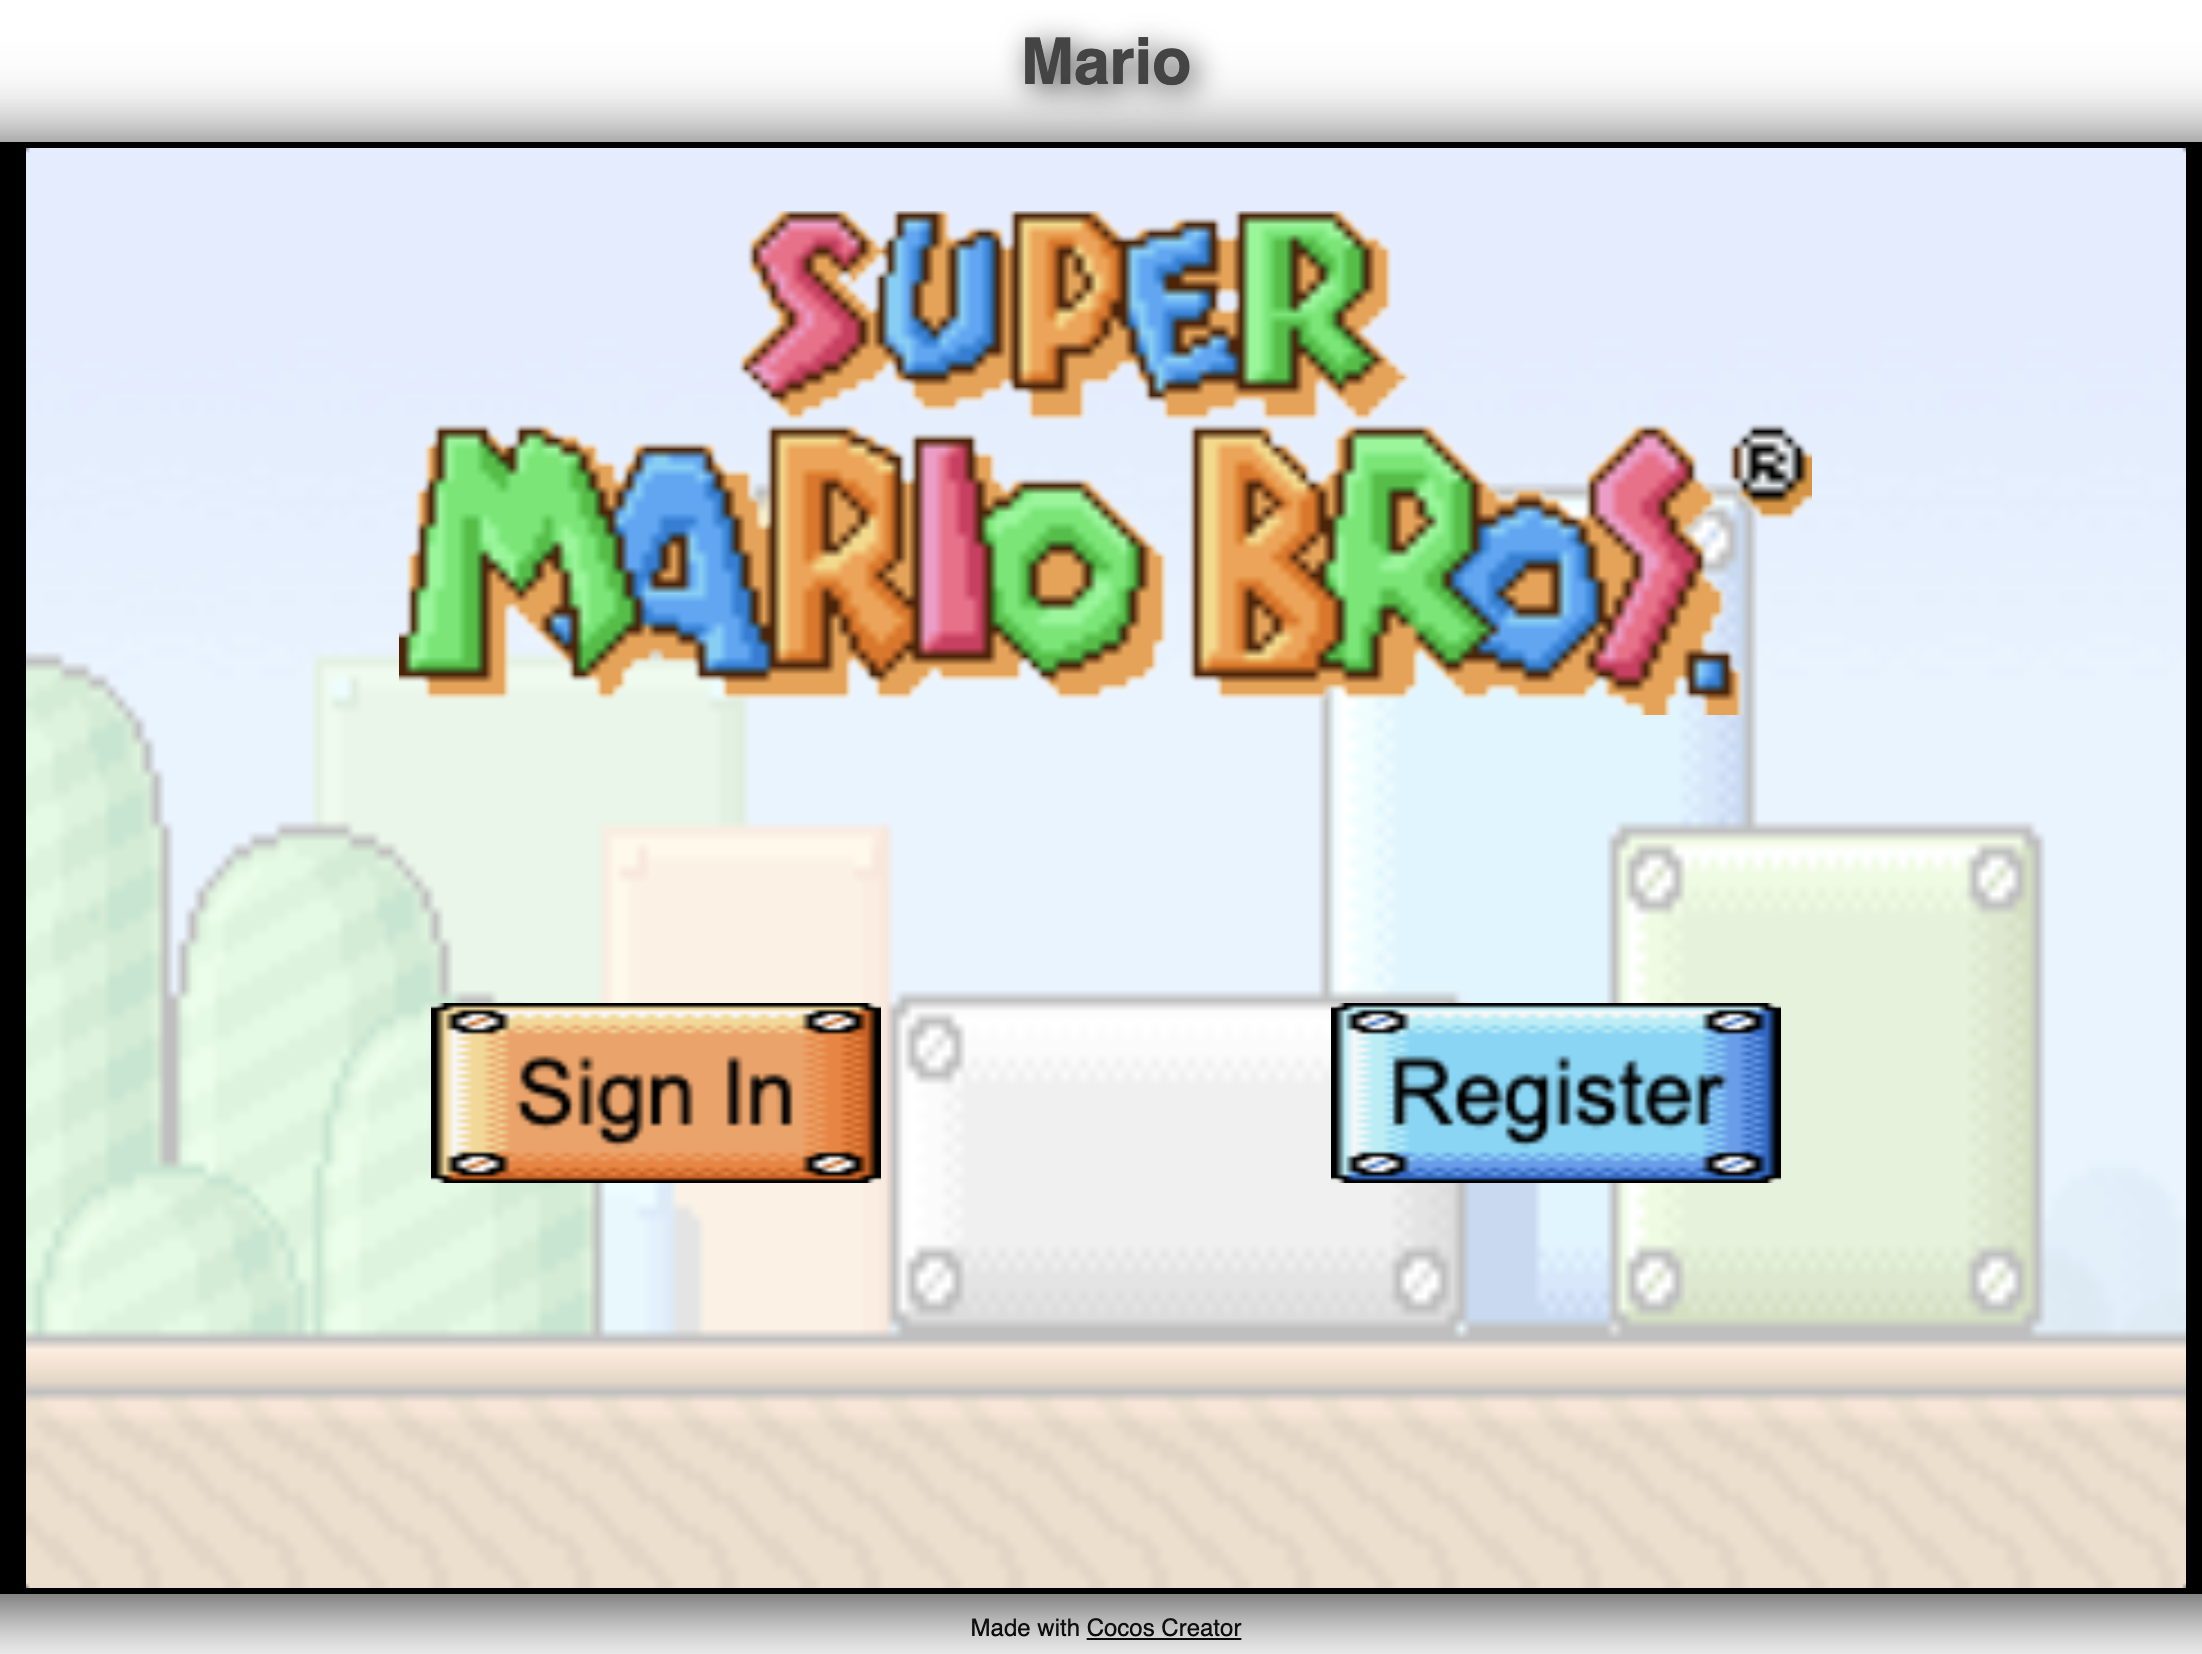 Mario
SUPER
MARIO BROS.®
Sign In
Register
Made with Cocos Creator